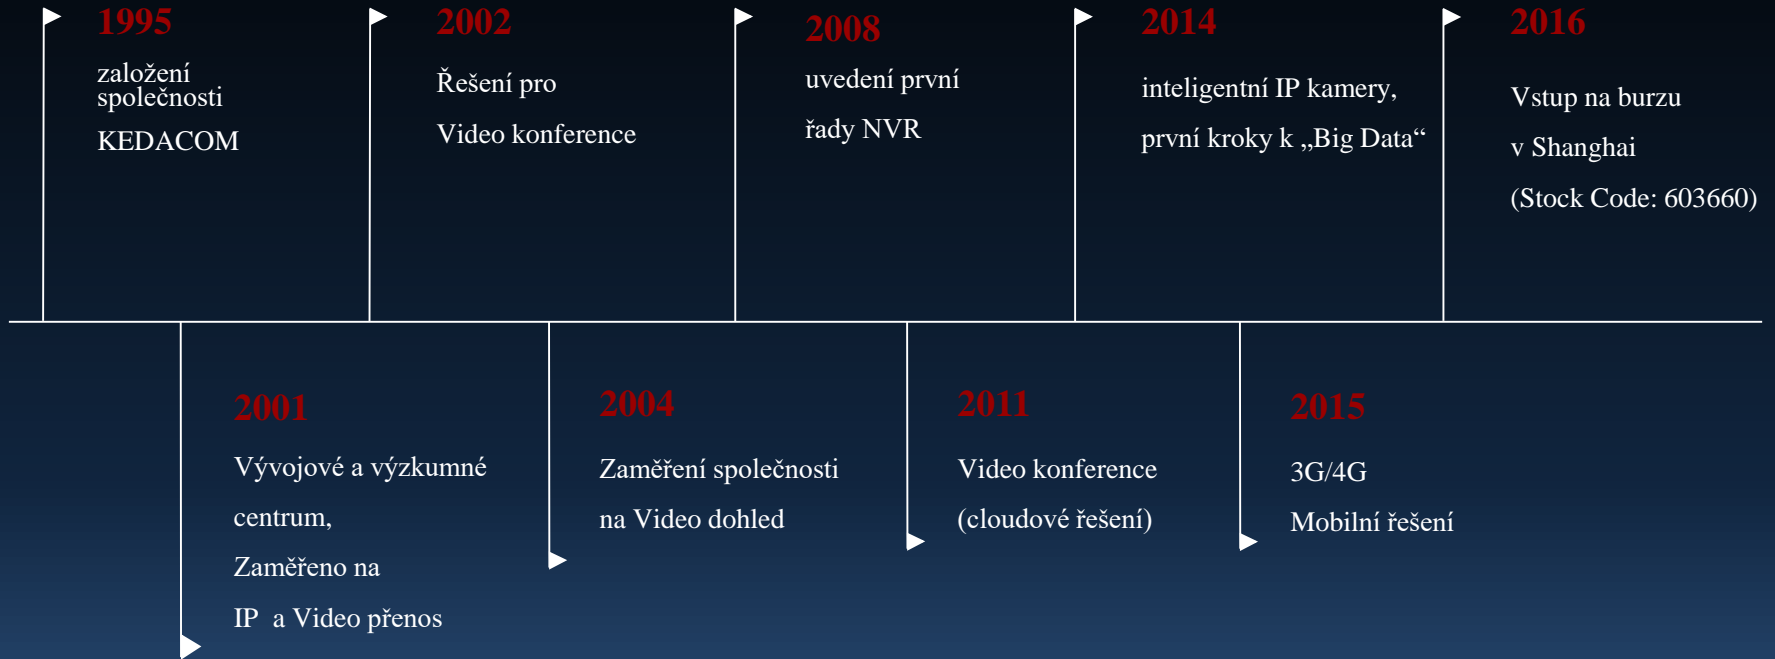 1995
založení
společnosti
KEDACOM
2002
Řešení pro
Video konference
2008
uvedení první
řady NVR
2014
inteligentní IP kamery,
první kroky k „Big Data“
2016
Vstup na burzu
v Shanghai
(Stock Code: 603660)
2001
Vývojové a výzkumné
centrum,
Zaměřeno na
IP  a Video přenos
2004
Zaměření společnosti
na Video dohled
2011
Video konference
(cloudové řešení)
2015
3G/4G
Mobilní řešení